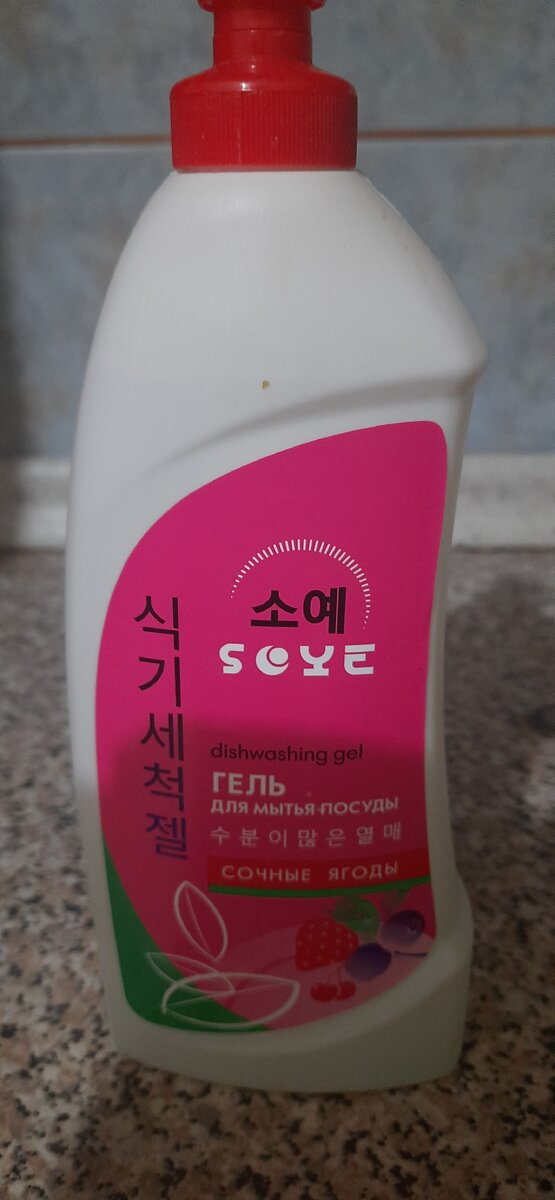 소예
SOYE
식기세척젤
dishwashing gel
ГЕЛЬ
ДЛЯ МЫТЬЯ ПОСУДЫ
수분이많은열매
СОЧНЫЕ ЯГОДЫ